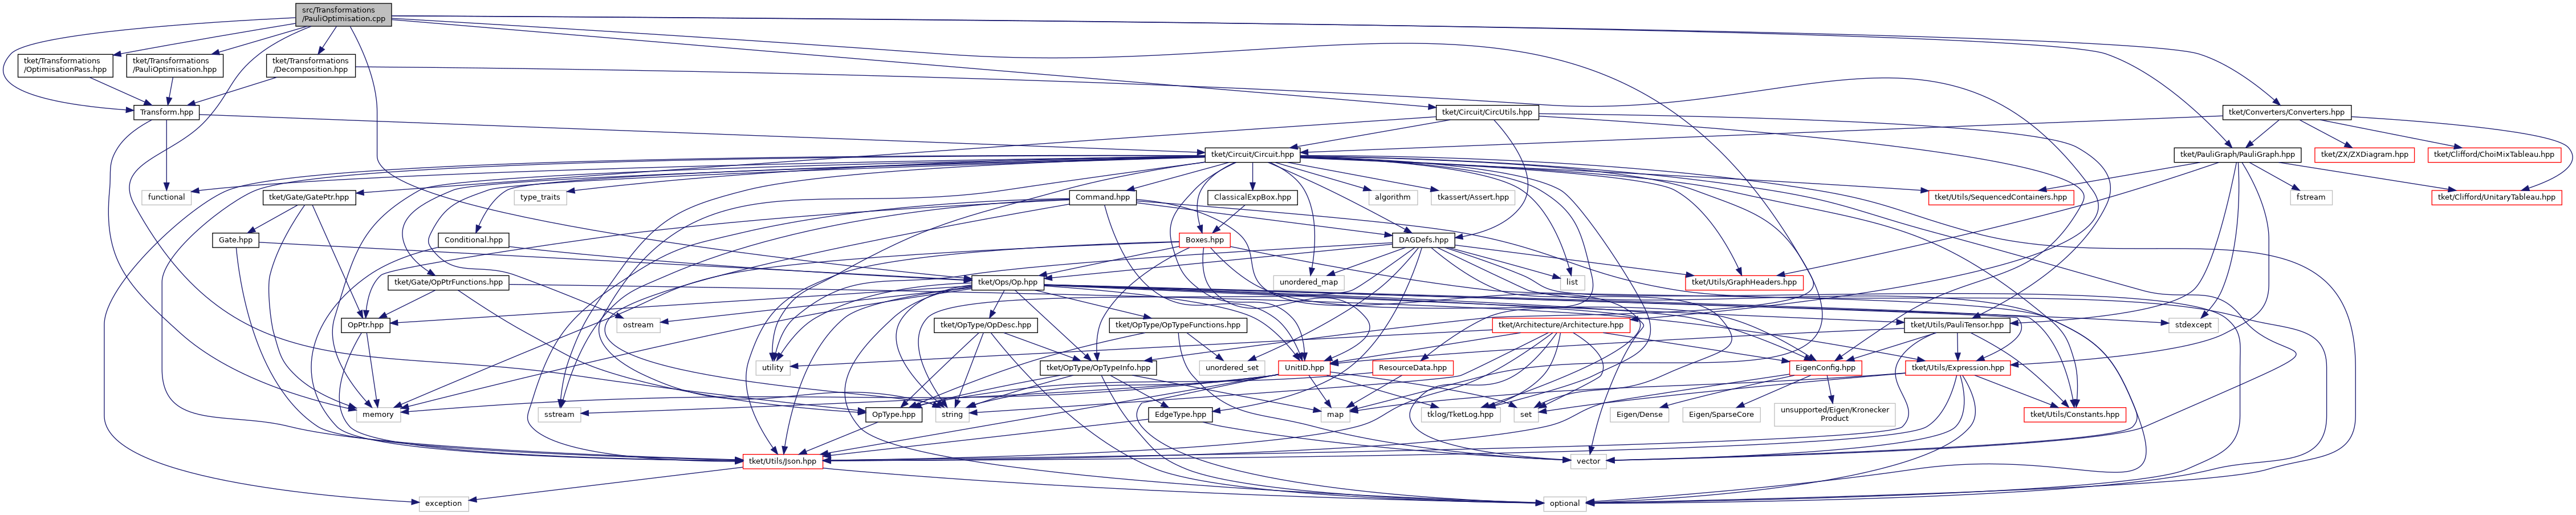 src/Transformations
/PauliOptimisation.cpp
tket/Transformations
/OptimisationPass.hpp
tket/Transformations
/PauliOptimisation.hpp
tket/Transformations
/Decomposition.hpp
Transform.hpp
tket/Circuit/CircUtils.hpp
tket/Converters/Converters.hpp
tket/Circuit/Circuit.hpp
tket/PauliGraph/PauliGraph.hpp
tket/ZX/ZXDiagram.hpp
tket/Clifford/ChoiMixTableau.hpp
functional
tket/Gate/GatePtr.hpp
type_traits
Command.hpp
ClassicalExpBox.hpp
algorithm
tkassert/Assert.hpp
tket/Utils/SequencedContainers.hpp
fstream
tket/Clifford/UnitaryTableau.hpp
Gate.hpp
Conditional.hpp
Boxes.hpp
DAGDefs.hpp
tket/Gate/OpPtrFunctions.hpp
tket/Ops/Op.hpp
unordered_map
list
tket/Utils/GraphHeaders.hpp
OpPtr.hpp
ostream
tket/OpType/OpDesc.hpp
tket/OpType/OpTypeFunctions.hpp
tket/Architecture/Architecture.hpp
tket/Utils/PauliTensor.hpp
stdexcept
utility
tket/OpType/OpTypeInfo.hpp
unordered_set
UnitID.hpp
ResourceData.hpp
EigenConfig.hpp
tket/Utils/Expression.hpp
memory
sstream
OpType.hpp
string
EdgeType.hpp
map
tklog/TketLog.hpp
set
Eigen/Dense
Eigen/SparseCore
unsupported/Eigen/Kronecker
Product
tket/Utils/Constants.hpp
tket/Utils/Json.hpp
vector
exception
optional